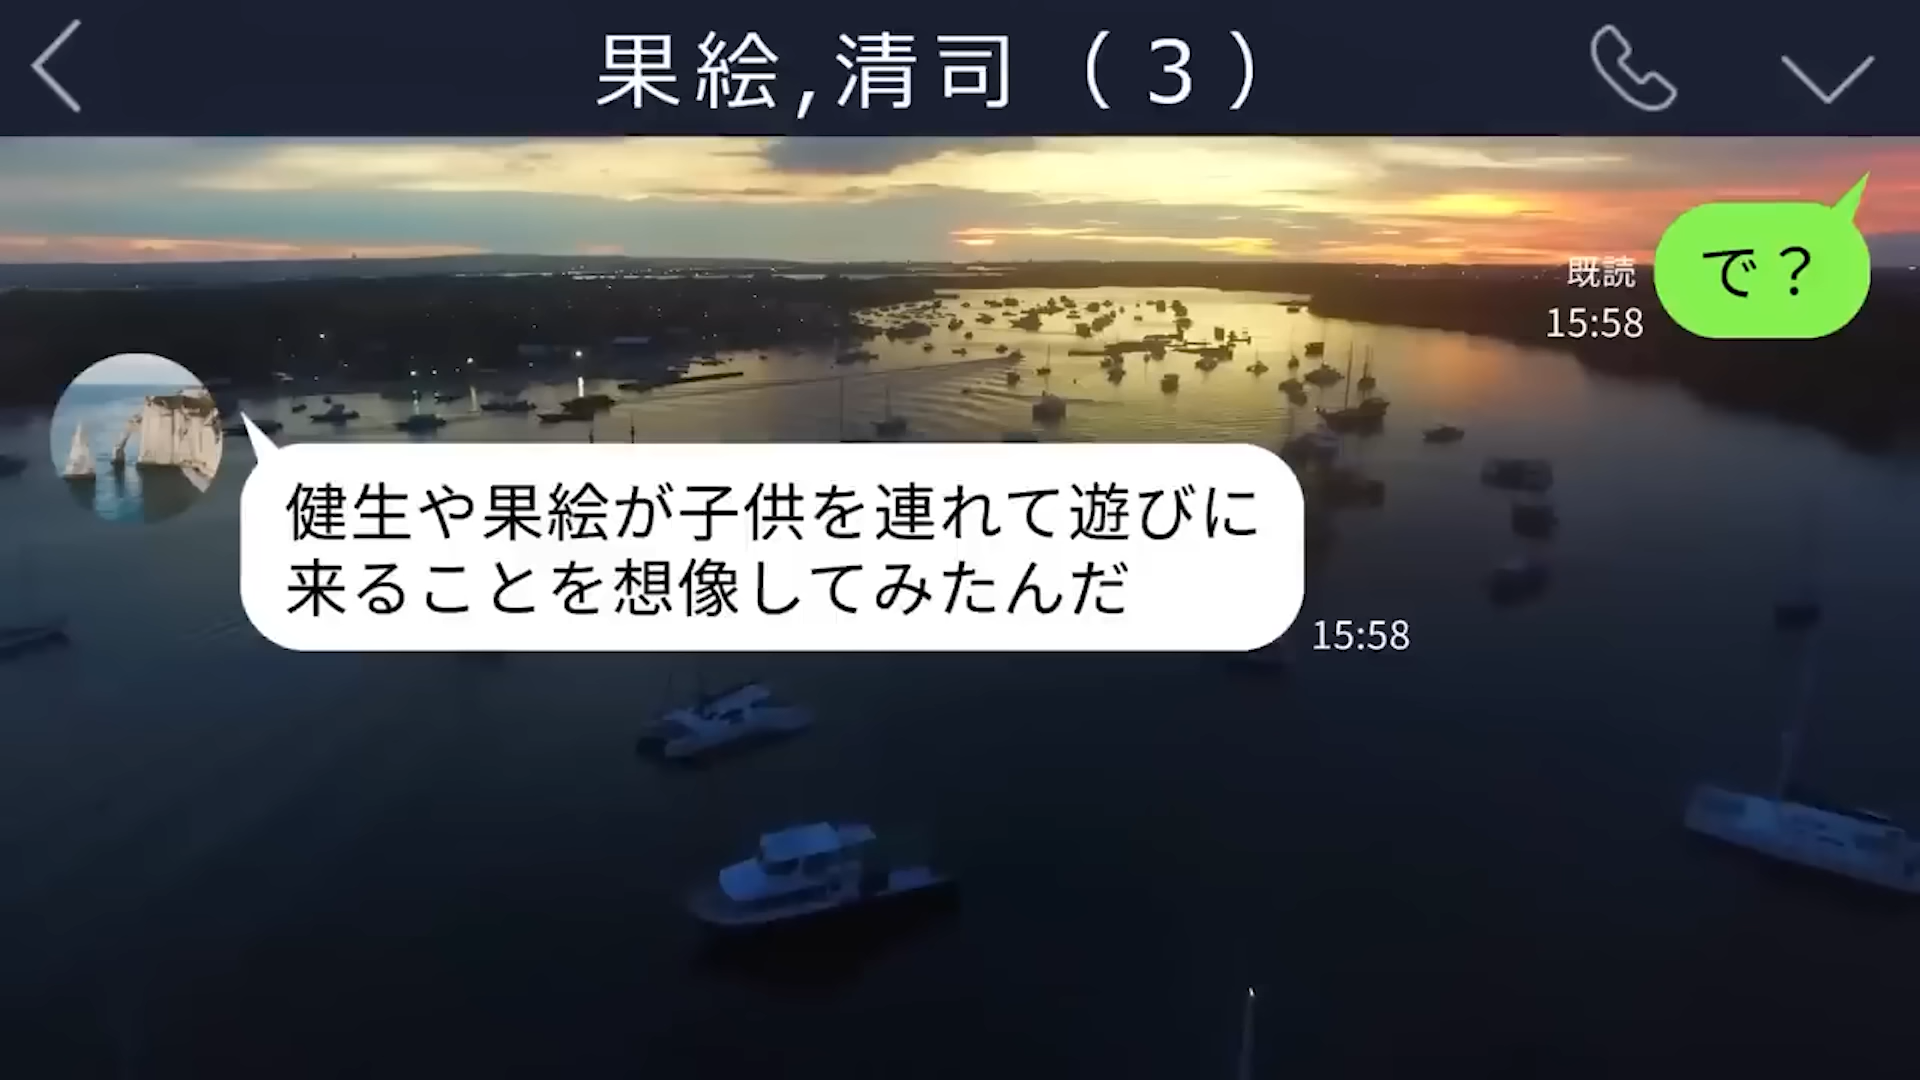 果絵,清司（３）
で？
既読
15:58
健生や果絵が子供を連れて遊びに
来ることを想像してみたんだ
15:58